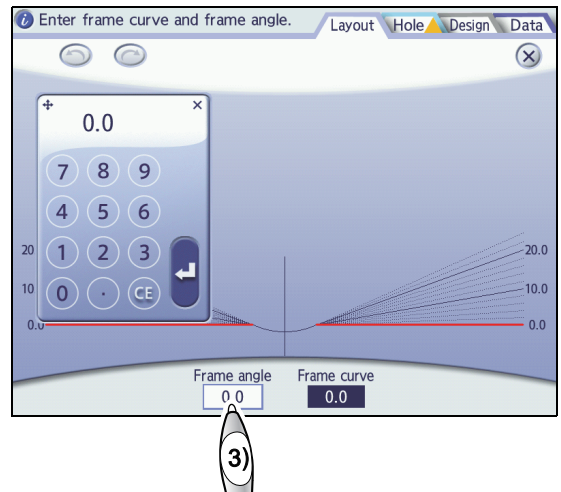 Enter frame curve and frame angle.
Layout Hole Design Data
0.0
7 8 9
4 5 6
1 2 3
0 . CE
20 20.0
10 10.0
0.0 0.0
Frame angle Frame curve
0.0 0.0
3)